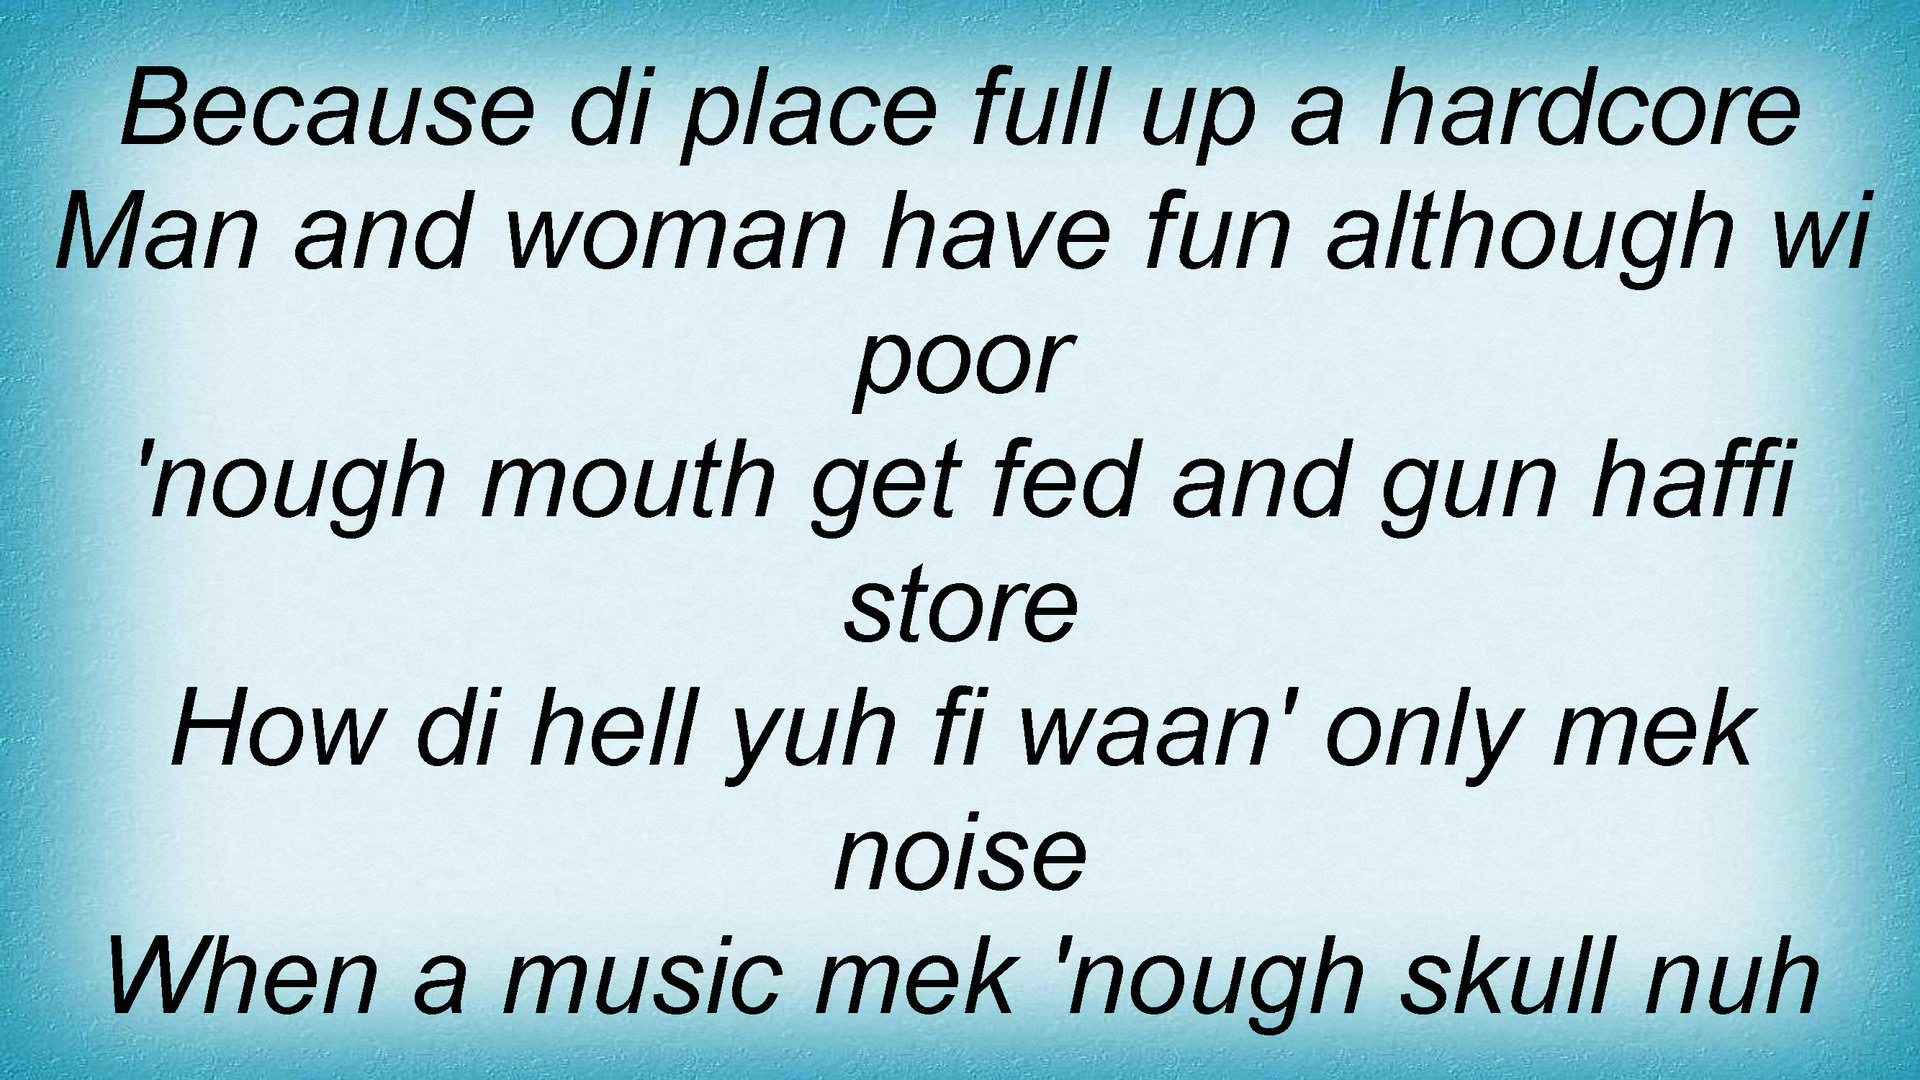 Because di place full up a hardcore
Man and woman have fun although wi
poor
'nough mouth get fed and gun haffi
store
How di hell yuh fi waan' only mek
noise
When a music mek 'nough skull nuh